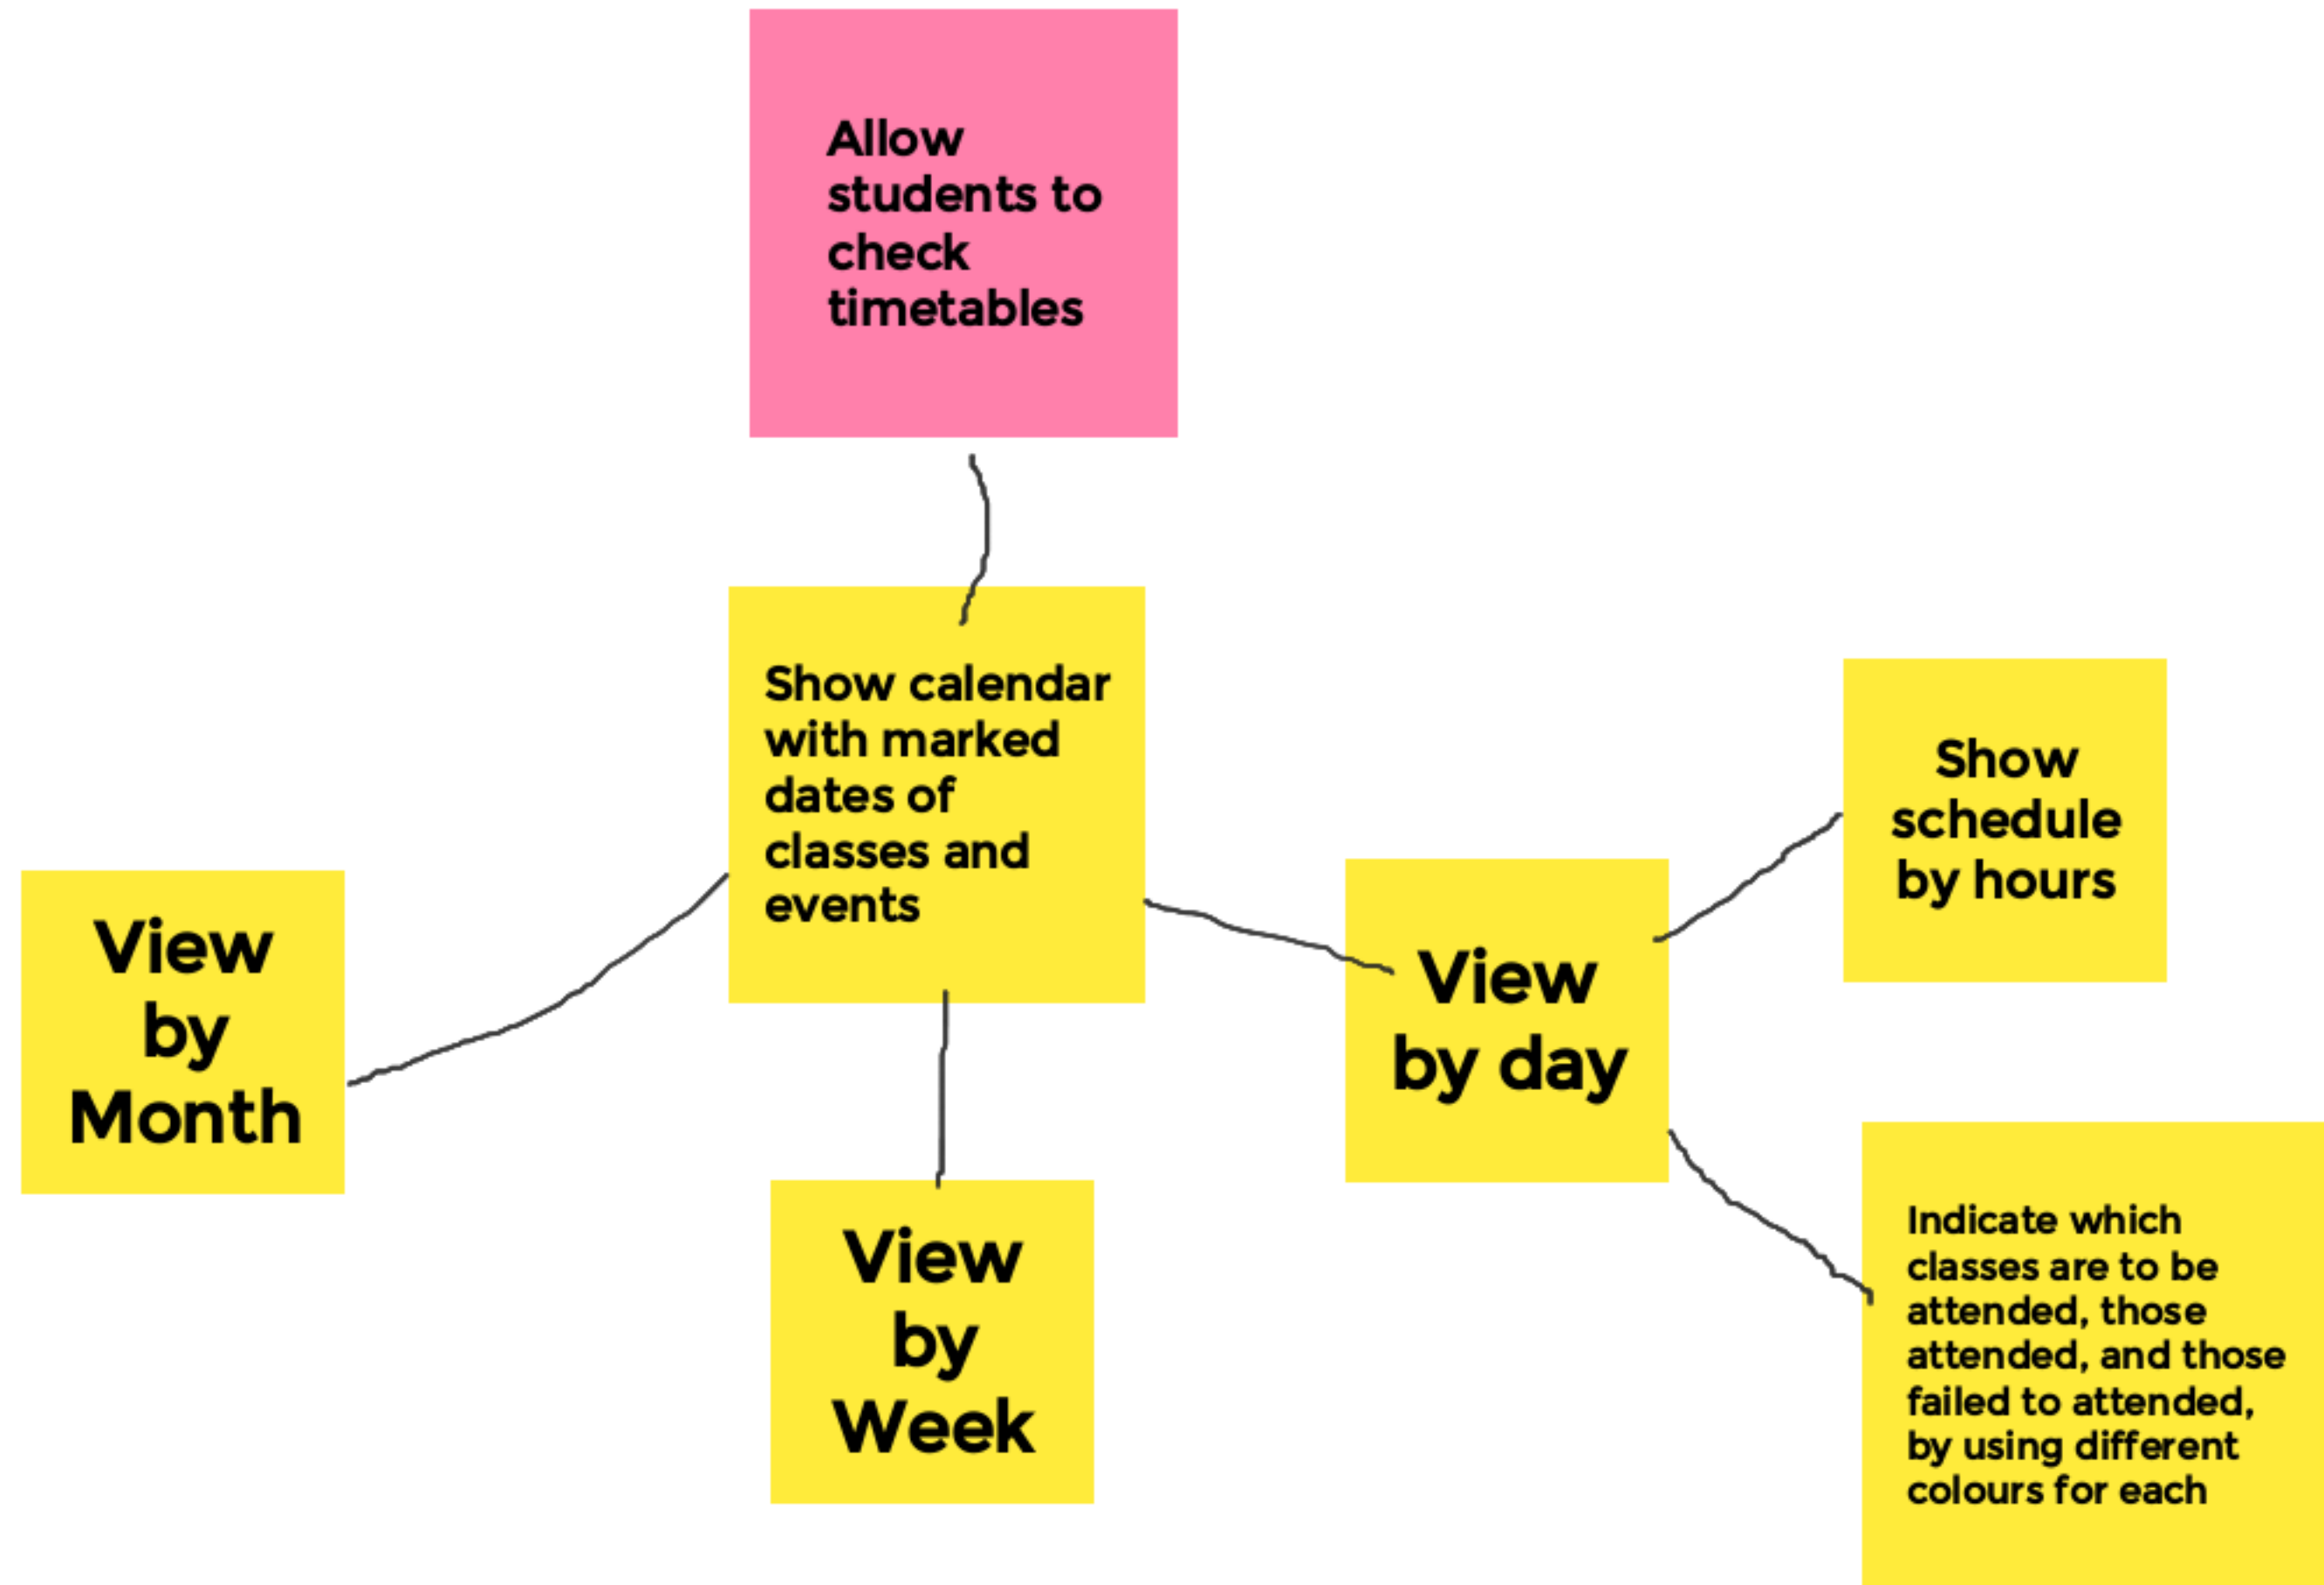 Allow
students to
check
timetables
Show calendar
with marked
dates of
classes and
events
View
by
Month
View
by
Week
View
by day
Show
schedule
by hours
Indicate which
classes are to be
attended, those
attended, and those
failed to attended,
by using different
colours for each